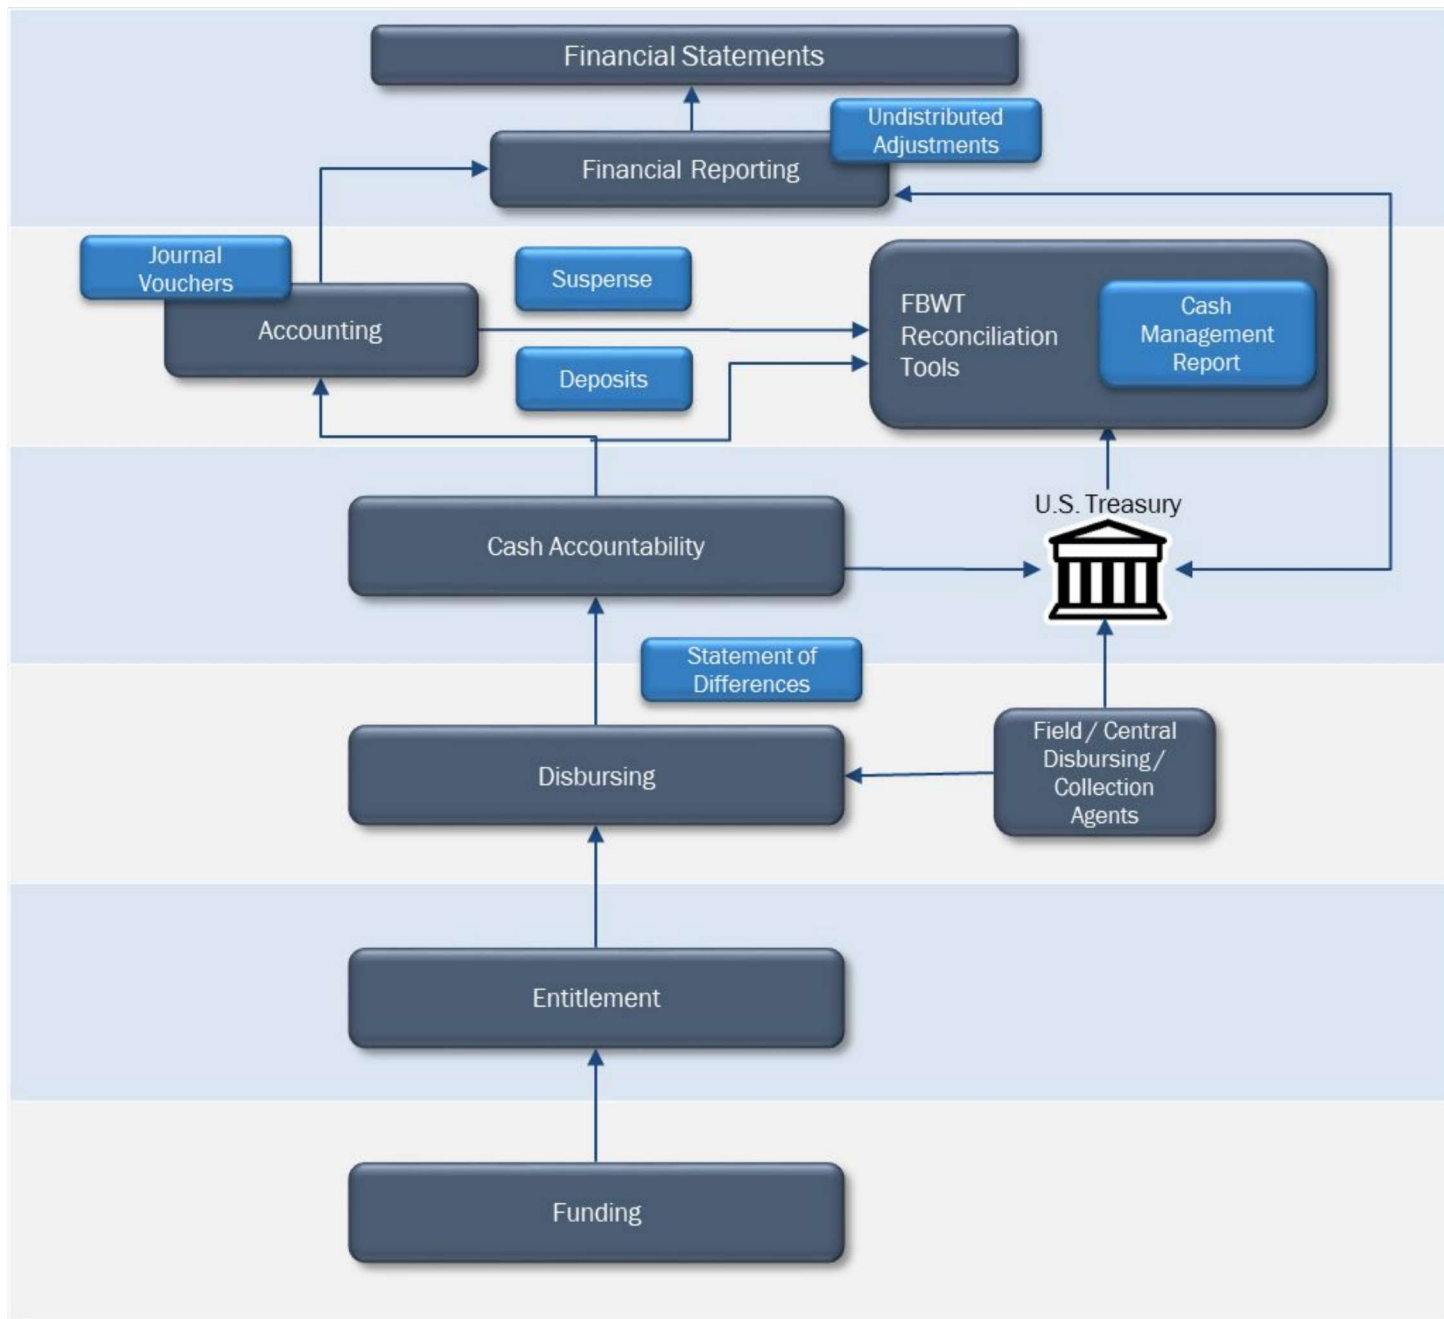 Financial Statements
Undistributed
Adjustments
Financial Reporting
Journal
Vouchers
Accounting
Suspense
Deposits
FBWT
Reconciliation
Tools
Cash
Management
Report
U.S. Treasury
Cash Accountability
Statement of
Differences
Disbursing
Field / Central
Disbursing /
Collection
Agents
Entitlement
Funding